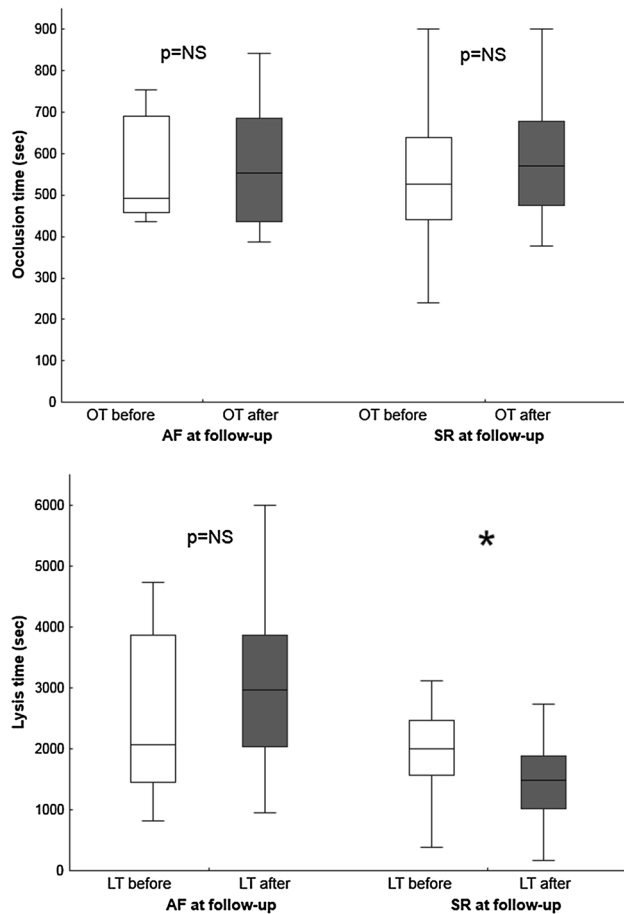 900
p=NS
p=NS
800
700
600
Occlusion time (sec)
500
400
300
200
100
0
OT before OT after OT before OT after
AF at follow-up SR at follow-up
6000
p=NS
*
5000
4000
Lysis time (sec)
3000
2000
1000
0
LT before LT after LT before LT after
AF at follow-up SR at follow-up